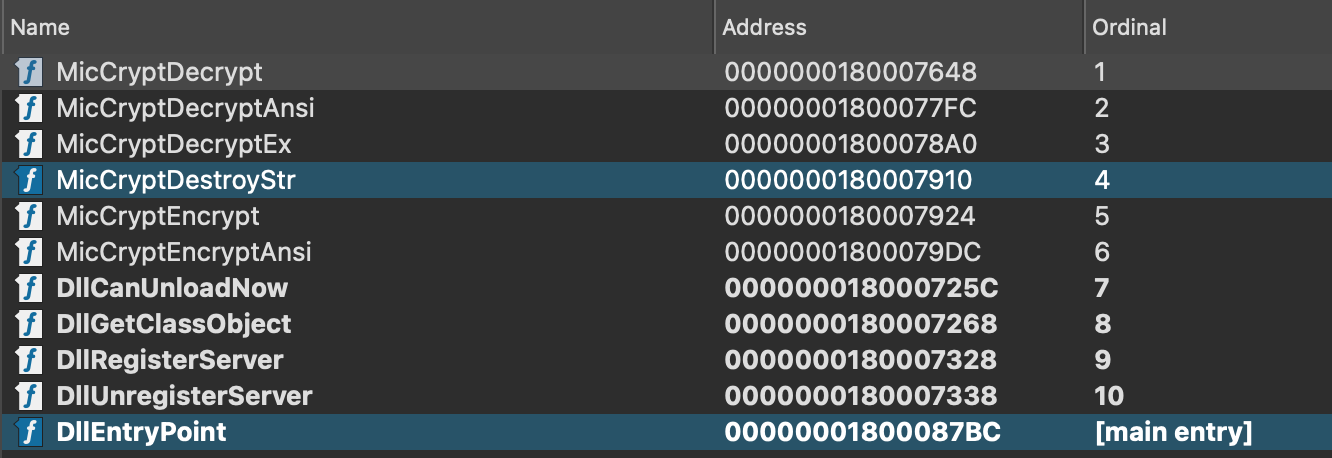 Name Address Ordinal
MicCryptDecrypt 0000000180007648 1
MicCryptDecryptAnsi 00000001800077FC 2
MicCryptDecryptEx 00000001800078A0 3
MicCryptDestroyStr 0000000180007910 4
MicCryptEncrypt 0000000180007924 5
MicCryptEncryptAnsi 00000001800079DC 6
DllCanUnloadNow 000000018000725C 7
DllGetClassObject 0000000180007268 8
DllRegisterServer 0000000180007328 9
DllUnregisterServer 0000000180007338 10
DllEntryPoint 00000001800087BC [main entry]